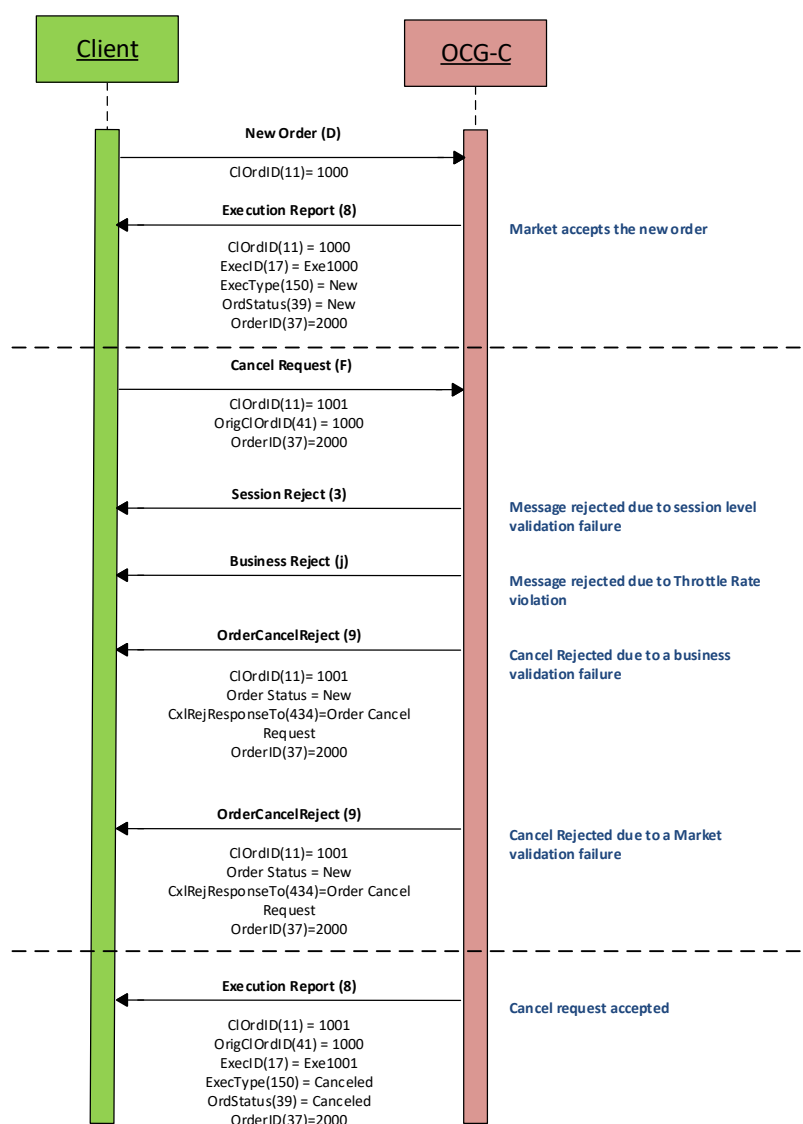 Client
OCG-C
New Order (D)
ClOrdID(11)= 1000
Execution Report (8)
Market accepts the new order
ClOrdID(11) = 1000
ExecID(17) = Exe1000
ExecType(150) = New
OrdStatus(39) = New
OrderID(37)=2000
Cancel Request (F)
ClOrdID(11)= 1001
OrigClOrdID(41) = 1000
OrderID(37)=2000
Session Reject (3)
Message rejected due to session level
validation failure
Business Reject (j)
Message rejected due to Throttle Rate
violation
OrderCancelReject (9)
Cancel Rejected due to a business
validation failure
ClOrdID(11)= 1001
Order Status = New
CxlRejResponseTo(434)=Order Cancel
Request
OrderID(37)=2000
OrderCancelReject (9)
Cancel Rejected due to a Market
validation failure
ClOrdID(11)= 1001
Order Status = New
CxlRejResponseTo(434)=Order Cancel
Request
OrderID(37)=2000
Execution Report (8)
Cancel request accepted
ClOrdID(11) = 1001
OrigClOrdID(41) = 1000
ExecID(17) = Exe1001
ExecType(150) = Canceled
OrdStatus(39) = Canceled
OrderID(37)=2000